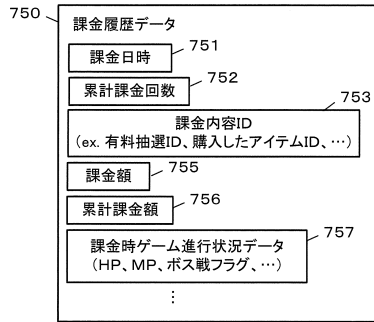 750
課金履歴データ
751
課金日時
752
累計課金回数
753
課金内容ID
(ex. 有料抽選ID、購入したアイテムID、…)
755
課金額
756
累計課金額
757
課金時ゲーム進行状況データ
(HP、MP、ボス戦フラグ、…)
⋮